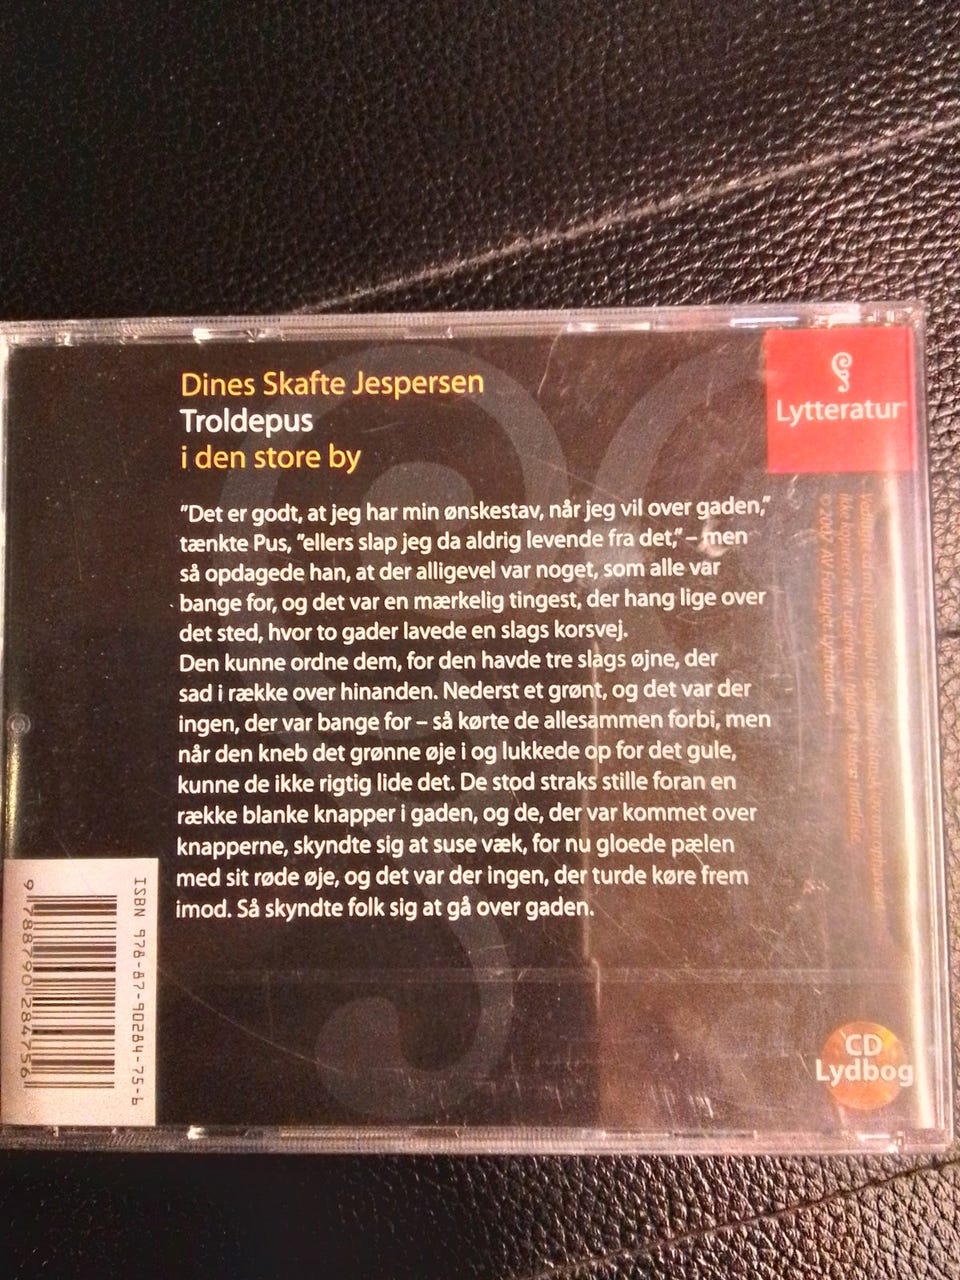 Dines Skafte Jespersen
Troldepus
i den store by
"Det er godt, at jeg har min ønskestav, når jeg vil over gaden,"
tænkte Pus, "ellers slap jeg da aldrig levende fra det," – men
så opdagede han, at der alligevel var noget, som alle var
bange for, og det var en mærkelig tingest, der hang lige over
det sted, hvor to gader lavede en slags korsvej.
Den kunne ordne dem, for den havde tre slags øjne, der
sad i række over hinanden. Nederst et grønt, og det var der
ingen, der var bange for – så kørte de allesammen forbi, men
når den kneb det grønne øje i og lukkede op for det gule,
kunne de ikke rigtig lide det. De stod straks stille foran en
række blanke knapper i gaden, og de, der var kommet over
knapperne, skyndte sig at suse væk, for nu gloede pælen
med sit røde øje, og det var der ingen, der turde køre frem
imod. Så skyndte folk sig at gå over gaden.
Lytteratur
© 2007 AV Forlaget Lytteratur
CD
Lydbog
ISBN 978-87-90284-75-6
9 788790 284756